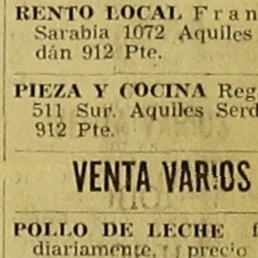 RENTO LOCAL Fran
Sarabia 1072 Aquiles
dán 912 Pte.
PIEZA Y COCINA Reg
511 Sur. Aquiles Serd
912 Pte.
VENTA VARIOS
POLLO DE LECHE f
diariamente, precio